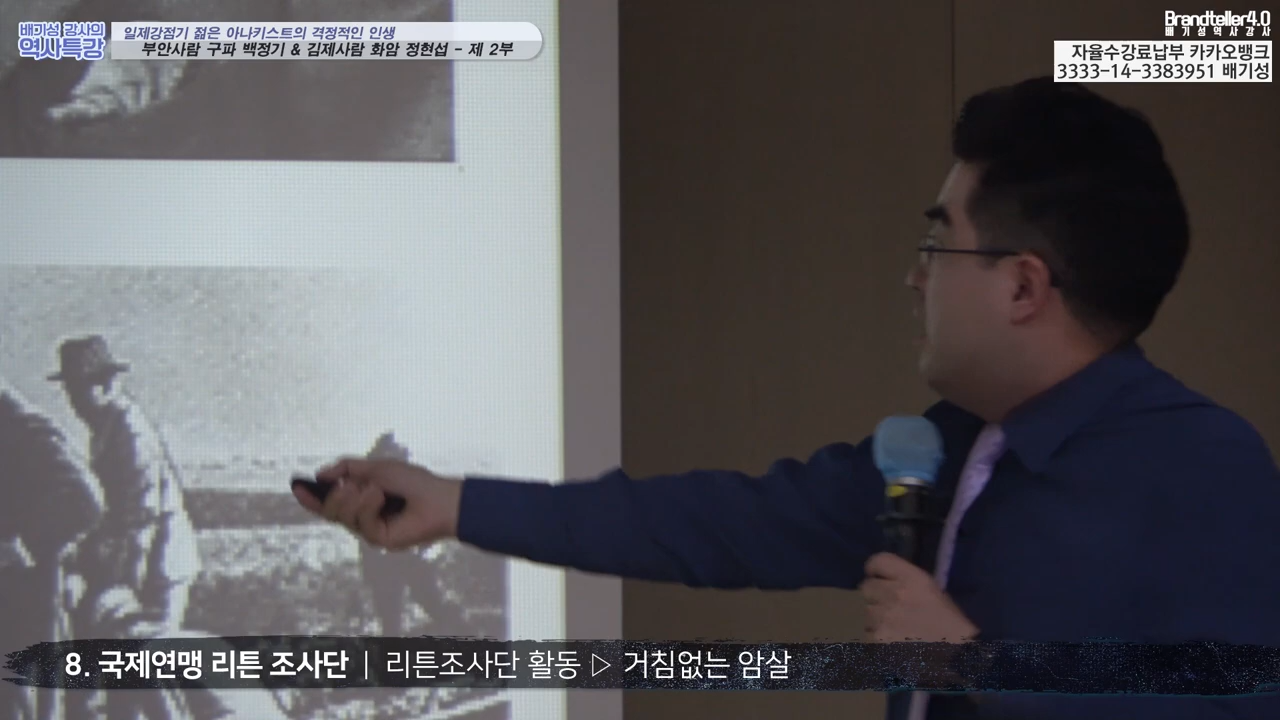 배기성 강사의
역사특강
일제강점기 젊은 아나키스트의 격정적인 인생
부안사람 구파 백정기 & 김제사람 화암 정현섭 - 제 2부
Brandteller4.0
배기성역사강사
자율수강료납부 카카오뱅크
3333-14-3383951 배기성
8. 국제연맹 리튼 조사단 | 리튼조사단 활동 ▷ 거침없는 암살